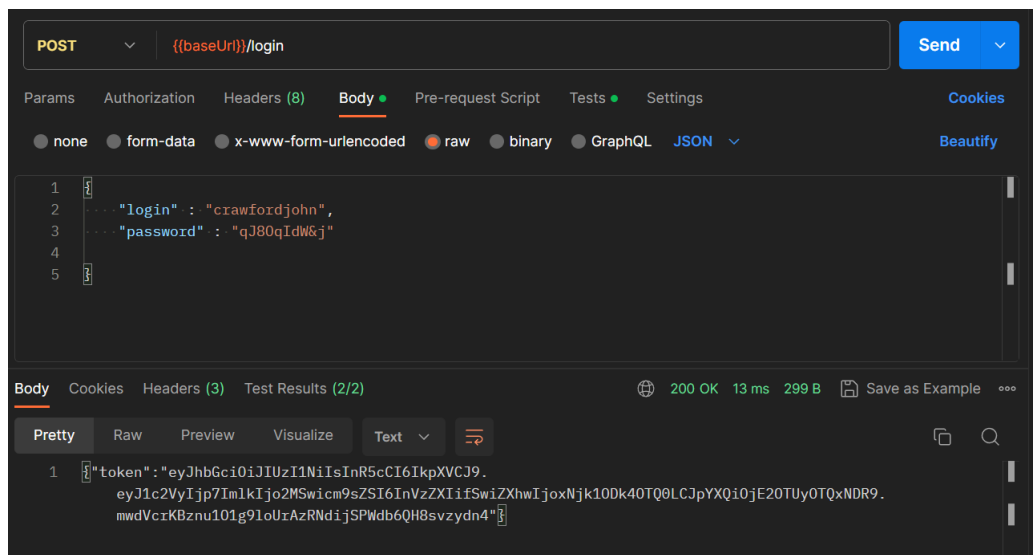 POST {{baseUrl}}/login Send
Params Authorization Headers (8) Body Pre-request Script Tests Settings Cookies
none form-data x-www-form-urlencoded raw binary GraphQL JSON Beautify
1 {
2 ····"login"·:·"crawfordjohn",
3 ····"password"·:·"qJ8OqIdW&j"
4
5 }
Body Cookies Headers (3) Test Results (2/2) 200 OK 13 ms 299 B Save as Example
Pretty Raw Preview Visualize Text
1 {"token":"eyJhbGciOiJIUzI1NiIsInR5cCI6IkpXVCJ9.
eyJ1c2VyIjp7ImlkIjo2MSwicm9sZSI6InVzZXIifSwiZXhwIjoxNjk1ODk4OTQ0LCJpYXQiOjE2OTUyOTQxNDR9.
mwdVcrKBznu1O1g9loUrAzRNdijSPWdb6QH8svzydn4"}